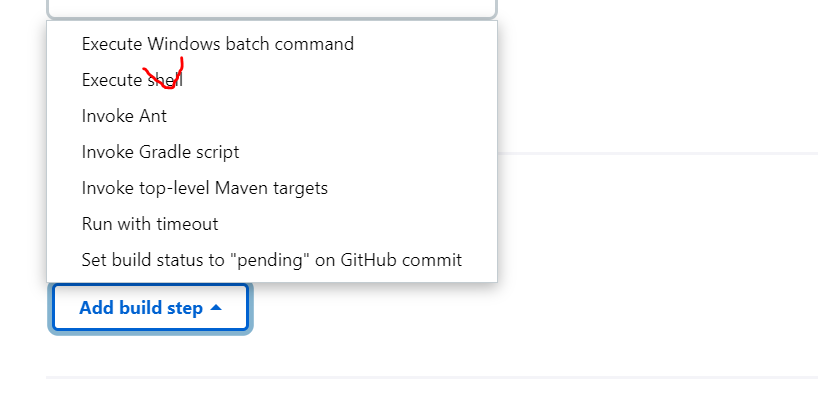 Execute Windows batch command
Execute shell
Invoke Ant
Invoke Gradle script
Invoke top-level Maven targets
Run with timeout
Set build status to "pending" on GitHub commit
Add build step